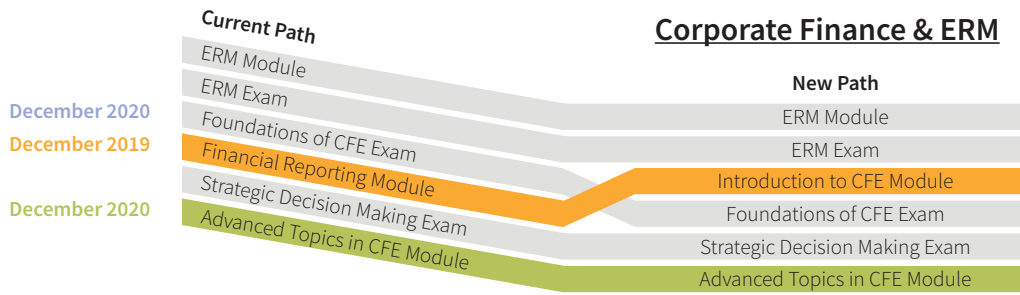 Current Path
Corporate Finance & ERM
ERM Module
New Path
ERM Exam
December 2020
ERM Module
Foundations of CFE Exam
December 2019
ERM Exam
Financial Reporting Module
Introduction to CFE Module
Strategic Decision Making Exam
December 2020
Foundations of CFE Exam
Advanced Topics in CFE Module
Strategic Decision Making Exam
Advanced Topics in CFE Module